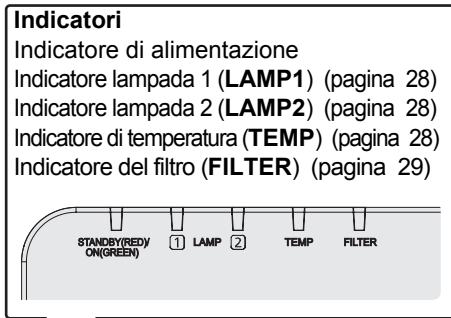 Indicatori
Indicatore di alimentazione
Indicatore lampada 1 (LAMP1) (pagina 28)
Indicatore lampada 2 (LAMP2) (pagina 28)
Indicatore di temperatura (TEMP) (pagina 28)
Indicatore del filtro (FILTER) (pagina 29)
STANDBY(RED)/
ON(GREEN)
1 LAMP 2
TEMP
FILTER